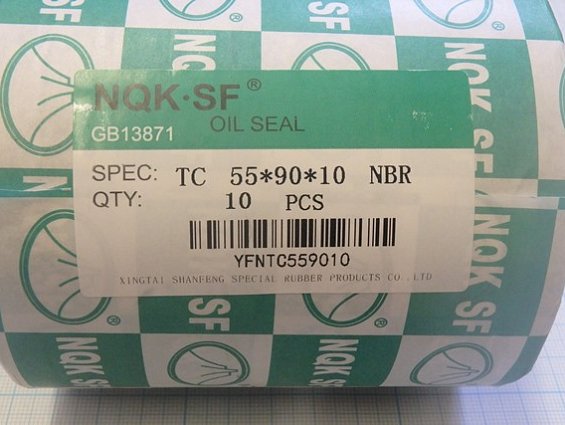 NQK·SF®
OIL SEAL
GB13871
SPEC: TC 55*90*10 NBR
QTY: 10 PCS
YFNTC559010
XINGTAI SHANFENG SPECIAL RUBBER PRODUCTS CO.,LTD
NQK SF
NQK SF
NQK SF
NQK SF